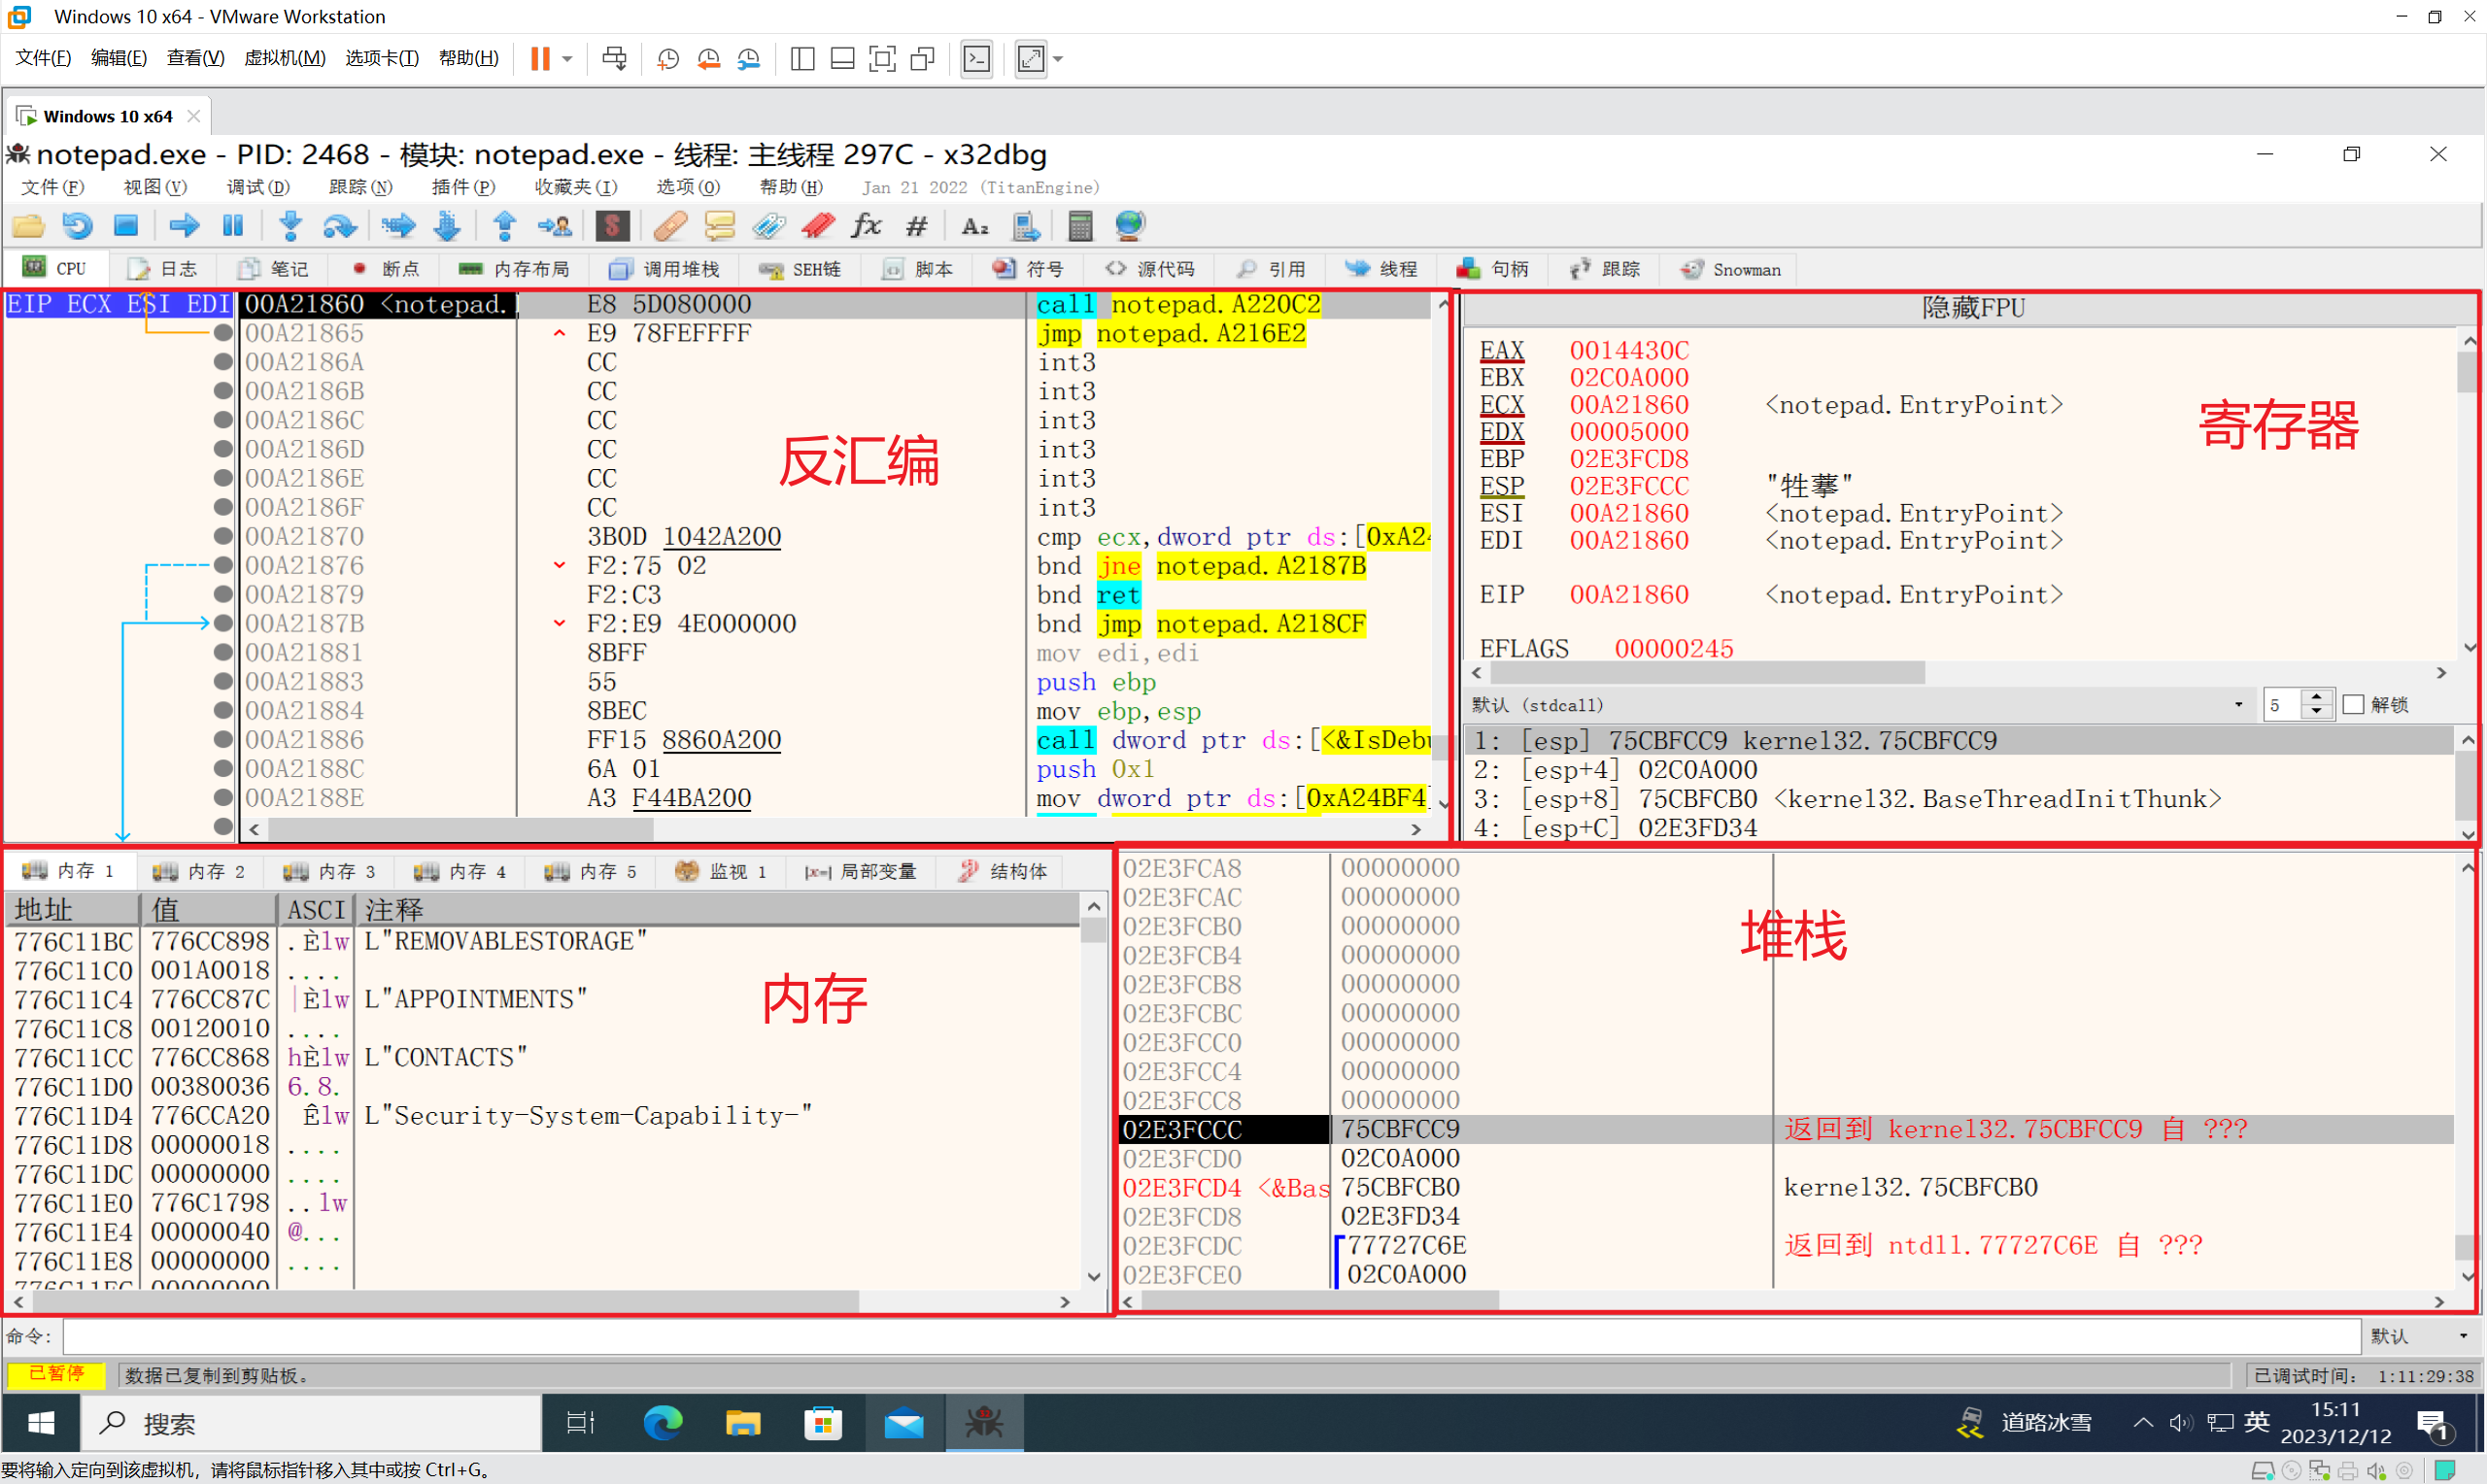 Windows 10 x64 - VMware Workstation
文件(F) 编辑(E) 查看(V) 虚拟机(M) 选项卡(T) 帮助(H)
Windows 10 x64
notepad.exe - PID: 2468 - 模块: notepad.exe - 线程: 主线程 297C - x32dbg
文件(F) 视图(V) 调试(D) 跟踪(N) 插件(P) 收藏夹(I) 选项(O) 帮助(H) Jan 21 2022 (TitanEngine)
CPU 日志 笔记 断点 内存布局 调用堆栈 SEH链 脚本 符号 源代码 引用 线程 句柄 跟踪 Snowman
EIP ECX ESI EDI 00A21860 <notepad. E8 5D080000 call notepad.A220C2
00A21865 E9 78FEFFFF jmp notepad.A216E2
00A2186A CC int3
00A2186B CC int3
00A2186C CC int3
00A2186D CC int3
00A2186E CC int3
00A2186F CC int3
00A21870 3B0D 1042A200 cmp ecx,dword ptr ds:[0xA24
00A21876 F2:75 02 bnd jne notepad.A2187B
00A21879 F2:C3 bnd ret
00A2187B F2:E9 4E000000 bnd jmp notepad.A218CF
00A21881 8BFF mov edi,edi
00A21883 55 push ebp
00A21884 8BEC mov ebp,esp
00A21886 FF15 8860A200 call dword ptr ds:[<&IsDebu
00A2188C 6A 01 push 0x1
00A2188E A3 F44BA200 mov dword ptr ds:[0xA24BF4]
反汇编
隐藏FPU
EAX 0014430C
EBX 02C0A000
ECX 00A21860 <notepad.EntryPoint>
EDX 00005000
EBP 02E3FCD8
ESP 02E3FCCC "牲摹"
ESI 00A21860 <notepad.EntryPoint>
EDI 00A21860 <notepad.EntryPoint>
EIP 00A21860 <notepad.EntryPoint>
EFLAGS 00000245
寄存器
默认 (stdcall) 5 解锁
1: [esp] 75CBFCC9 kernel32.75CBFCC9
2: [esp+4] 02C0A000
3: [esp+8] 75CBFCB0 <kernel32.BaseThreadInitThunk>
4: [esp+C] 02E3FD34
内存 1 内存 2 内存 3 内存 4 内存 5 监视 1 [x=] 局部变量 结构体
地址 值 ASCI 注释
776C11BC 776CC898 .Èlw L"REMOVABLESTORAGE"
776C11C0 001A0018 ....
776C11C4 776CC87C |Èlw L"APPOINTMENTS"
776C11C8 00120010 ....
776C11CC 776CC868 hÈlw L"CONTACTS"
776C11D0 00380036 6.8.
776C11D4 776CCA20 Êlw L"Security-System-Capability-"
776C11D8 00000018 ....
776C11DC 00000000 ....
776C11E0 776C1798 ..lw
776C11E4 00000040 @...
776C11E8 00000000 ....
内存
02E3FCA8 00000000
02E3FCAC 00000000
02E3FCB0 00000000
02E3FCB4 00000000
02E3FCB8 00000000
02E3FCBC 00000000
02E3FCC0 00000000
02E3FCC4 00000000
02E3FCC8 00000000
02E3FCCC 75CBFCC9 返回到 kernel32.75CBFCC9 自 ???
02E3FCD0 02C0A000
02E3FCD4 <&Bas 75CBFCB0 kernel32.75CBFCB0
02E3FCD8 02E3FD34
02E3FCDC 77727C6E 返回到 ntdll.77727C6E 自 ???
02E3FCE0 02C0A000
堆栈
命令: 默认
已暂停 数据已复制到剪贴板。 已调试时间: 1:11:29:38
搜索 道路冰雪 英 15:11
2023/12/12 1
要将输入定向到该虚拟机，请将鼠标指针移入其中或按 Ctrl+G。